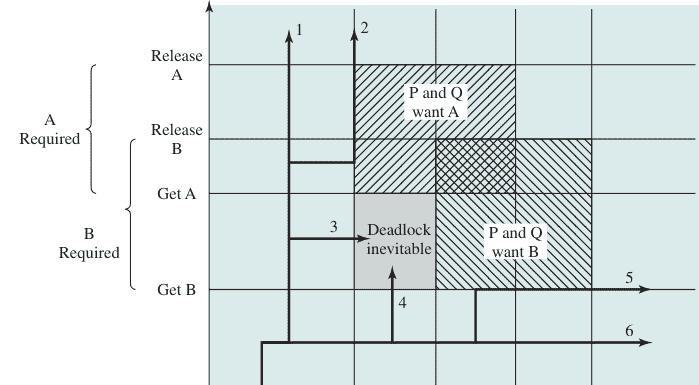 1
2
Release
A
P and Q
want A
A
Required
Release
B
Get A
B
Required
3
Deadlock
inevitable
P and Q
want B
Get B
4
5
6